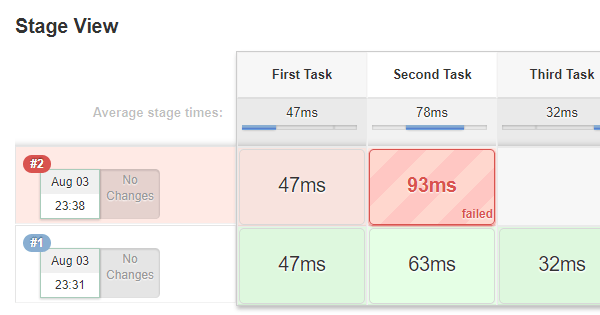 Stage View
First Task Second Task Third Task
Average stage times: 47ms 78ms 32ms
#2
Aug 03 No Changes
23:38
47ms 93ms
failed
#1
Aug 03 No Changes
23:31
47ms 63ms 32ms